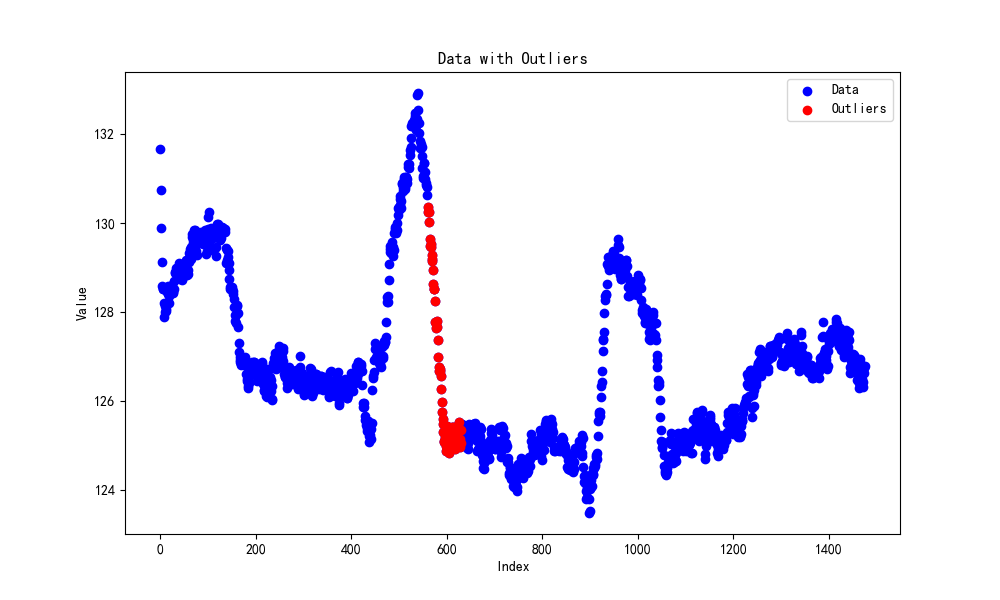 Data with Outliers
Data
Outliers
132
130
128
126
124
Value
0 200 400 600 800 1000 1200 1400
Index